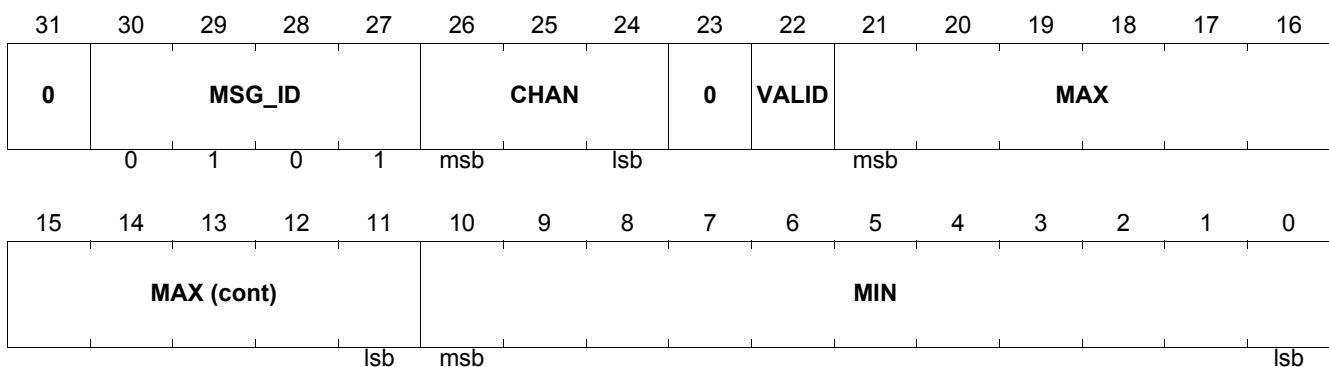 31 30 29 28 27 26 25 24 23 22 21 20 19 18 17 16
0 MSG_ID CHAN 0 VALID MAX
0 1 0 1 msb lsb msb
15 14 13 12 11 10 9 8 7 6 5 4 3 2 1 0
MAX (cont) MIN
lsb msb lsb